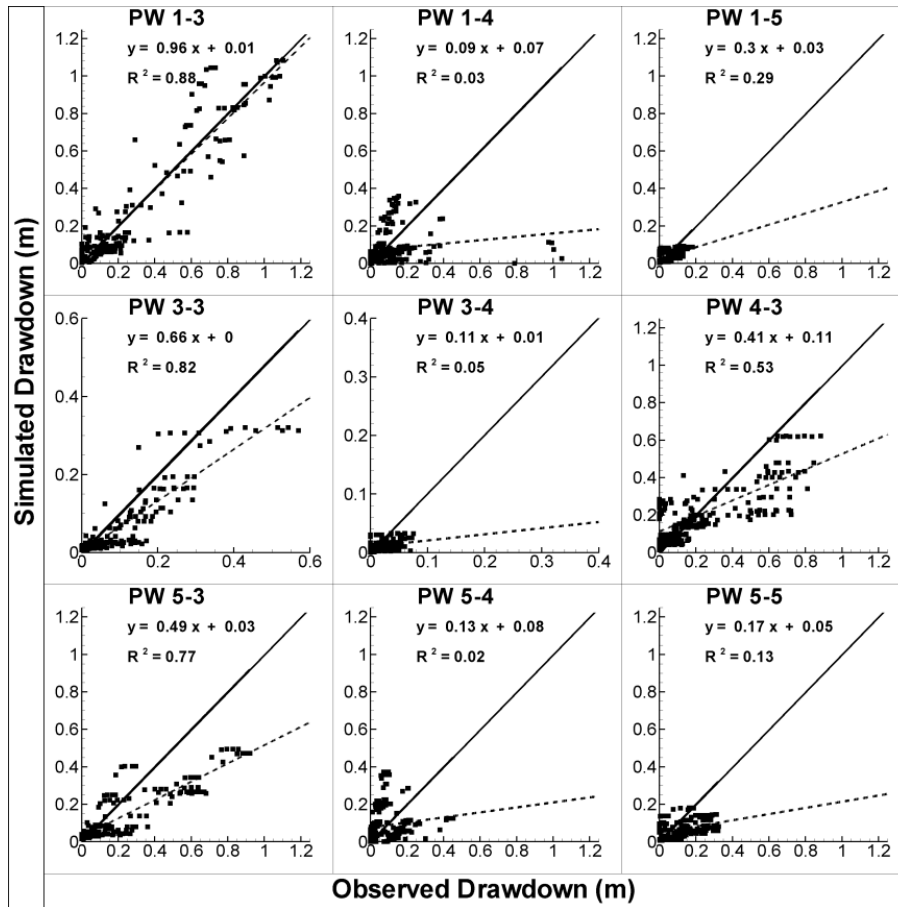 Simulated Drawdown (m)
PW 1-3
y = 0.96 x + 0.01
R 2 = 0.88
1.2
1
0.8
0.6
0.4
0.2
0
0 0.2 0.4 0.6 0.8 1 1.2
PW 1-4
y = 0.09 x + 0.07
R 2 = 0.03
1.2
1
0.8
0.6
0.4
0.2
0
0 0.2 0.4 0.6 0.8 1 1.2
PW 1-5
y = 0.3 x + 0.03
R 2 = 0.29
1.2
1
0.8
0.6
0.4
0.2
0
0 0.2 0.4 0.6 0.8 1 1.2
PW 3-3
y = 0.66 x + 0
R 2 = 0.82
0.6
0.4
0.2
0
0 0.2 0.4 0.6
PW 3-4
y = 0.11 x + 0.01
R 2 = 0.05
0.4
0.3
0.2
0.1
0
0 0.1 0.2 0.3 0.4
PW 4-3
y = 0.41 x + 0.11
R 2 = 0.53
1.2
1
0.8
0.6
0.4
0.2
0
0 0.2 0.4 0.6 0.8 1 1.2
PW 5-3
y = 0.49 x + 0.03
R 2 = 0.77
1.2
1
0.8
0.6
0.4
0.2
0
0 0.2 0.4 0.6 0.8 1 1.2
PW 5-4
y = 0.13 x + 0.08
R 2 = 0.02
1.2
1
0.8
0.6
0.4
0.2
0
0 0.2 0.4 0.6 0.8 1 1.2
PW 5-5
y = 0.17 x + 0.05
R 2 = 0.13
1.2
1
0.8
0.6
0.4
0.2
0
0 0.2 0.4 0.6 0.8 1 1.2
Observed Drawdown (m)